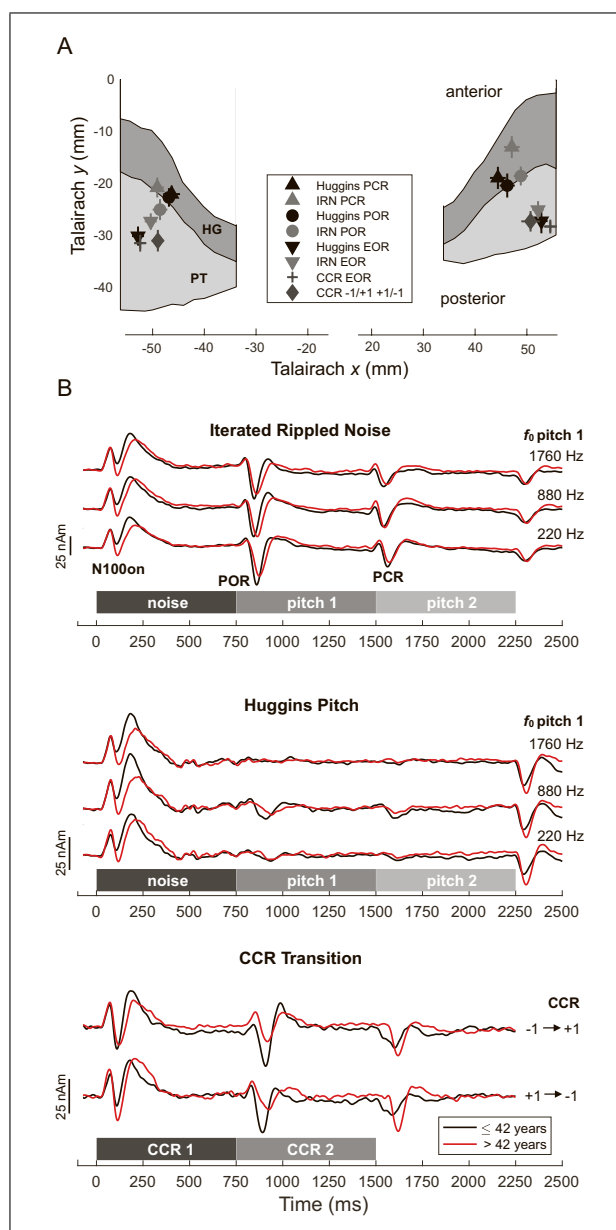 A
0
-10
-20
-30
-40
Talairach y (mm)
anterior
posterior
HG
PT
Huggins PCR
IRN PCR
Huggins POR
IRN POR
Huggins EOR
IRN EOR
CCR EOR
CCR -1/+1 +1/-1
-50 -40 -30 -20 20 30 40 50
Talairach x (mm)
B
Iterated Rippled Noise
f0 pitch 1
1760 Hz
880 Hz
220 Hz
25 nAm
N100on
POR
PCR
noise pitch 1 pitch 2
0 250 500 750 1000 1250 1500 1750 2000 2250 2500
Huggins Pitch
f0 pitch 1
1760 Hz
880 Hz
220 Hz
25 nAm
noise pitch 1 pitch 2
0 250 500 750 1000 1250 1500 1750 2000 2250 2500
CCR Transition
CCR
-1 → +1
+1 → -1
25 nAm
≤ 42 years
> 42 years
CCR 1 CCR 2
0 250 500 750 1000 1250 1500 1750 2000 2250 2500
Time (ms)